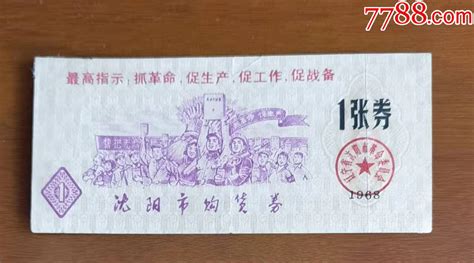 7788.com
最高指示：抓革命，促生产，促工作，促战备
1张券
1968
1
沈阳市购货券